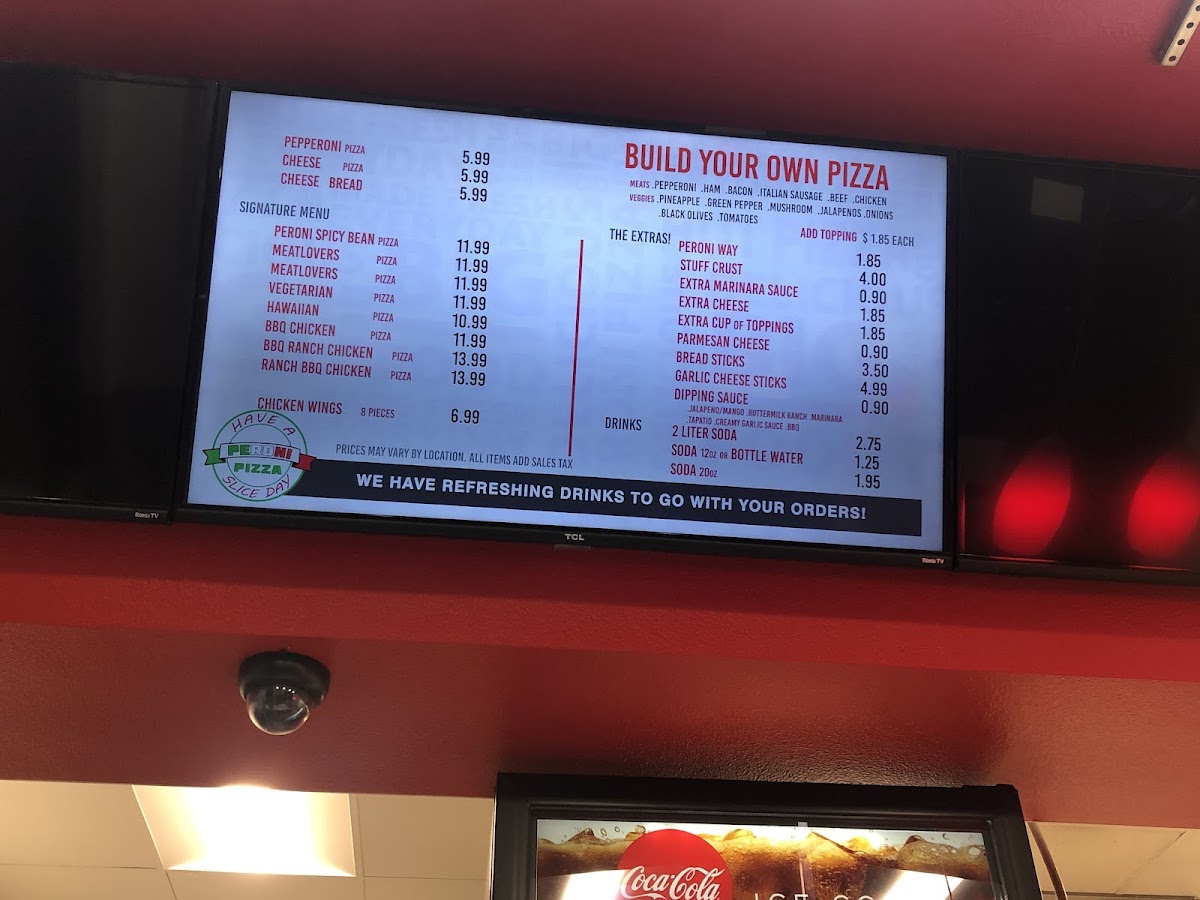 PEPPERONI PIZZA 5.99
CHEESE PIZZA 5.99
CHEESE BREAD 5.99
SIGNATURE MENU
PERONI SPICY BEAN PIZZA 11.99
MEATLOVERS PIZZA 11.99
MEATLOVERS PIZZA 11.99
VEGETARIAN PIZZA 11.99
HAWAIIAN PIZZA 10.99
BBQ CHICKEN PIZZA 11.99
BBQ RANCH CHICKEN PIZZA 13.99
RANCH BBQ CHICKEN PIZZA 13.99
CHICKEN WINGS 8 PIECES 6.99
HAVE A
PERONI
PIZZA
SLICE DAY
PRICES MAY VARY BY LOCATION. ALL ITEMS ADD SALES TAX
BUILD YOUR OWN PIZZA
MEATS .PEPPERONI .HAM .BACON .ITALIAN SAUSAGE .BEEF .CHICKEN
VEGGIES .PINEAPPLE .GREEN PEPPER .MUSHROOM .JALAPENOS .ONIONS
.BLACK OLIVES .TOMATOES
ADD TOPPING $ 1.85 EACH
THE EXTRAS!
PERONI WAY 1.85
STUFF CRUST 4.00
EXTRA MARINARA SAUCE 0.90
EXTRA CHEESE 1.85
EXTRA CUP OF TOPPINGS 1.85
PARMESAN CHEESE 0.90
BREAD STICKS 3.50
GARLIC CHEESE STICKS 4.99
DIPPING SAUCE 0.90
.JALAPENO/MANGO .BUTTERMILK RANCH .MARINARA
.TAPATIO .CREAMY GARLIC SAUCE .BBQ
DRINKS
2 LITER SODA 2.75
SODA 12OZ OR BOTTLE WATER 1.25
SODA 20OZ 1.95
WE HAVE REFRESHING DRINKS TO GO WITH YOUR ORDERS!
Roku TV
TCL
Roku TV
Coca-Cola
ICE CO